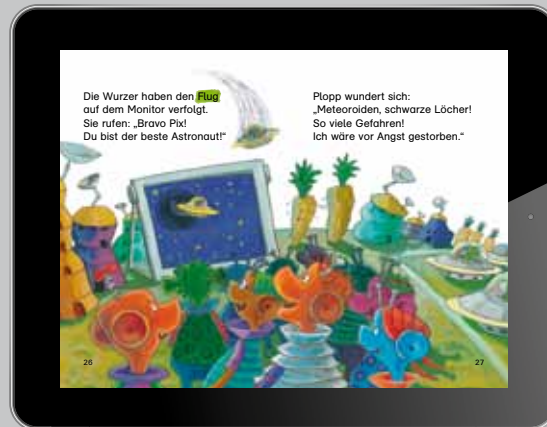 Die Wurzer haben den Flug
auf dem Monitor verfolgt.
Sie rufen: „Bravo Pix!
Du bist der beste Astronaut!“
Plopp wundert sich:
„Meteoroiden, schwarze Löcher!
So viele Gefahren!
Ich wäre vor Angst gestorben.“
26
27